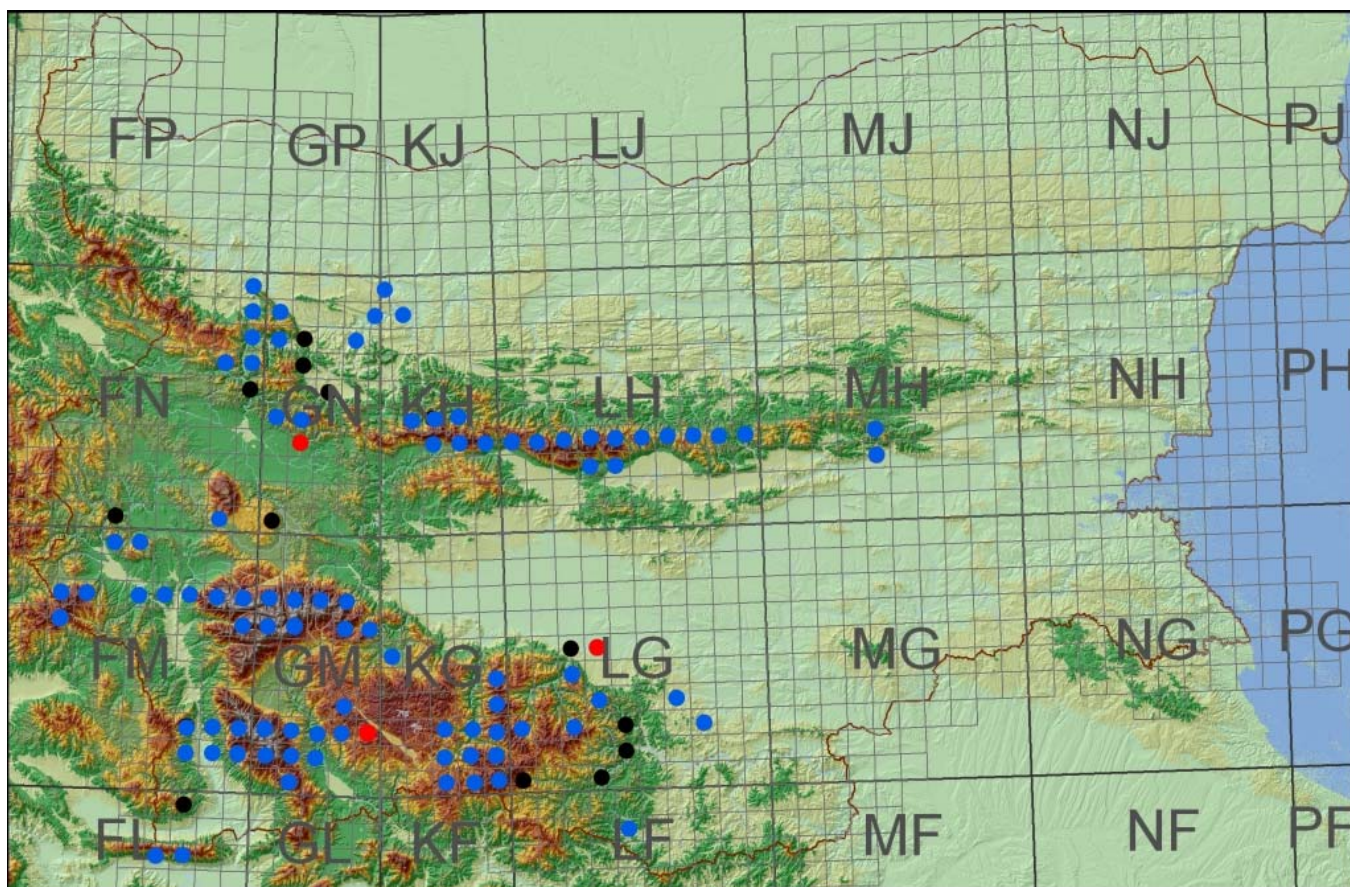 FP GP KJ LJ MJ NJ PJ
FN GN KH LH MH NH PH
FM GM KG LG MG NG PG
FL GL KF LF MF NF PF